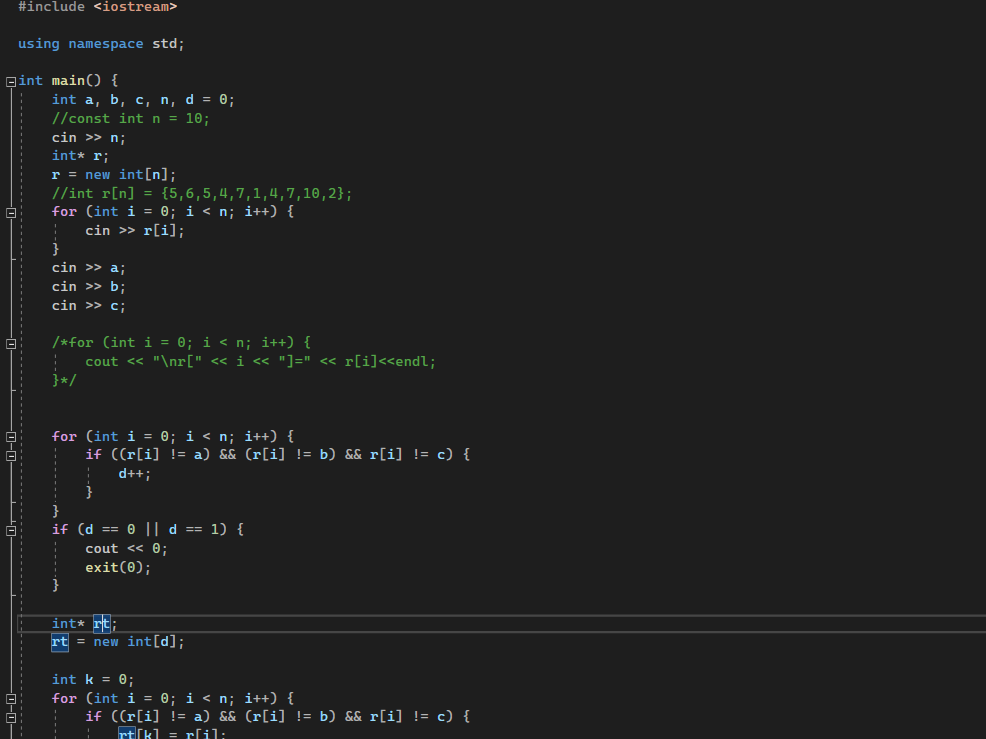 #include <iostream>
using namespace std;
int main() {
int a, b, c, n, d = 0;
//const int n = 10;
cin >> n;
int* r;
r = new int[n];
//int r[n] = {5,6,5,4,7,1,4,7,10,2};
for (int i = 0; i < n; i++) {
cin >> r[i];
}
cin >> a;
cin >> b;
cin >> c;
/*for (int i = 0; i < n; i++) {
cout << "\nr[" << i << "]=" << r[i]<<endl;
}*/
for (int i = 0; i < n; i++) {
if ((r[i] != a) && (r[i] != b) && r[i] != c) {
d++;
}
}
if (d == 0 || d == 1) {
cout << 0;
exit(0);
}
int* rt;
rt = new int[d];
int k = 0;
for (int i = 0; i < n; i++) {
if ((r[i] != a) && (r[i] != b) && r[i] != c) {
rt[k] = r[i];